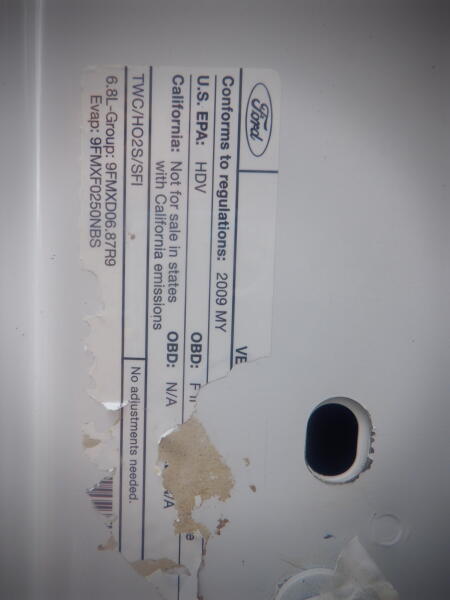 Ford
VE
Conforms to regulations: 2009 MY
U.S. EPA: HDV OBD: F
California: Not for sale in states with California emissions OBD: N/A
N/A
TWC/HO2S/SFI No adjustments needed.
6.8L-Group: 9FMXD06.87R9
Evap: 9FMXF0250NBS